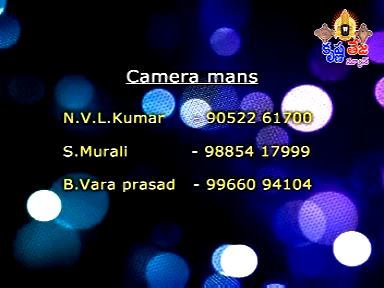 కృష్ణ తేజ
న్యూస్
Camera mans
N.V.L.Kumar - 90522 61700
S.Murali - 98854 17999
B.Vara prasad - 99660 94104